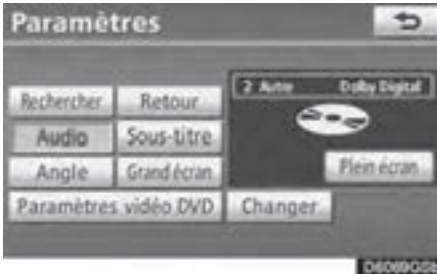 Paramètres
2 Autre Dolby Digital
Rechercher Retour
Audio Sous-titre
Angle Grand écran Plein écran
Paramètres vidéo DVD Changer